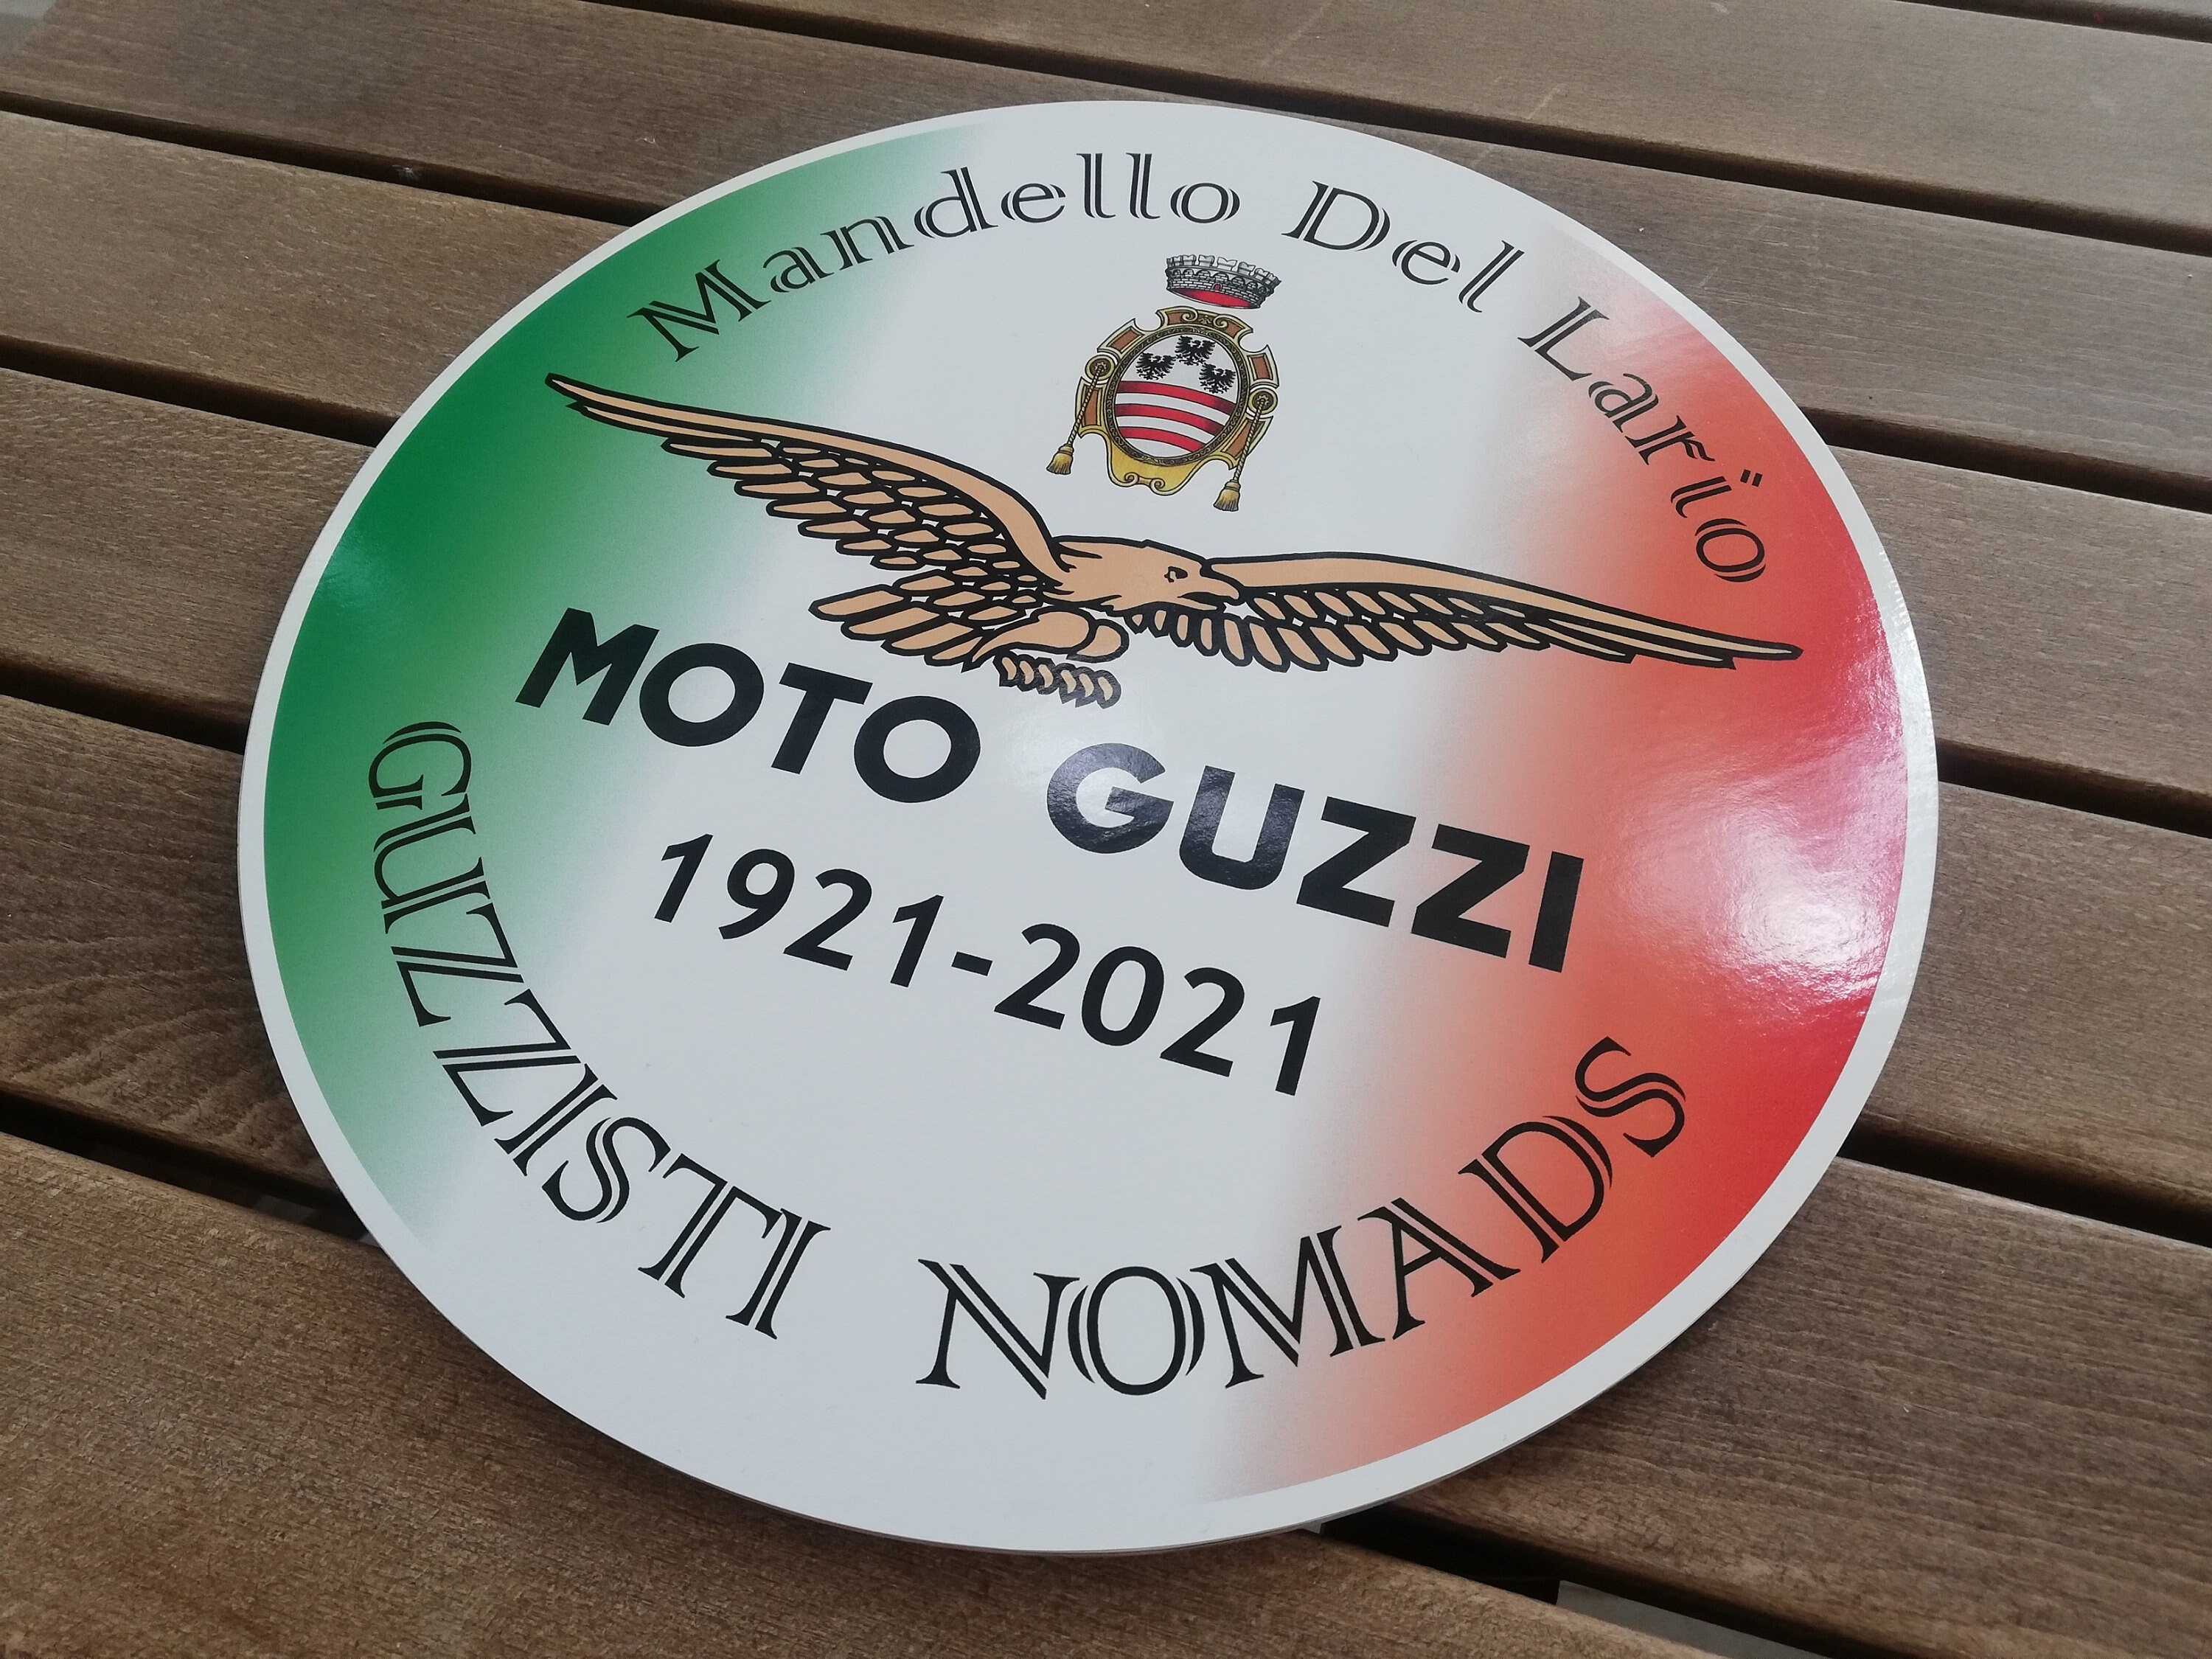 Mandello Del Lario
MOTO GUZZI
1921-2021
GUZZISTI NOMADS